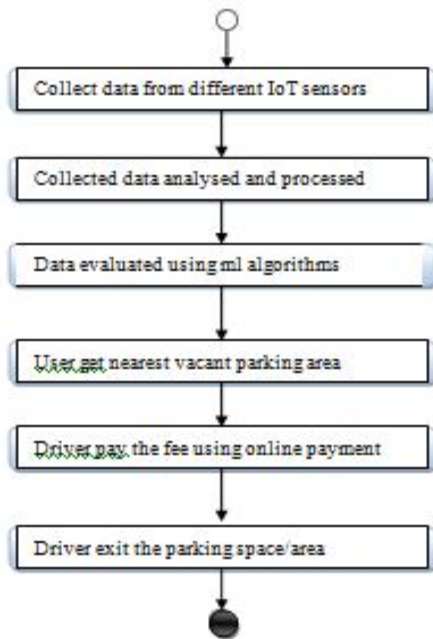 Collect data from different IoT sensors
Collected data analysed and processed
Data evaluated using ml algorithms
User get nearest vacant parking area
Driver pay the fee using online payment
Driver exit the parking space/area